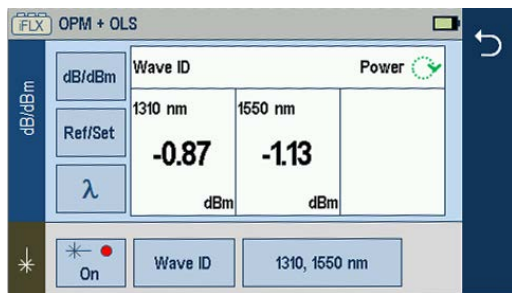 iFLX OPM + OLS
dB/dBm
dB/dBm
Ref/Set
λ
Wave ID Power
1310 nm 1550 nm
-0.87 -1.13
dBm dBm
On
Wave ID
1310, 1550 nm